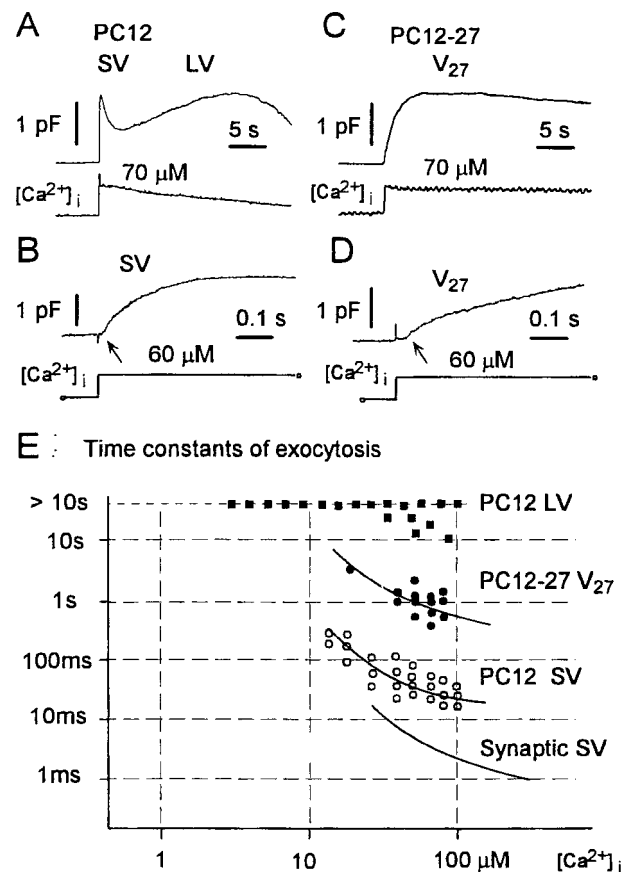 A PC12
SV LV
1 pF
5 s
[Ca2+]i
70 µM
C PC12-27
V27
1 pF
5 s
[Ca2+]i
70 µM
B SV
1 pF
0.1 s
[Ca2+]i
60 µM
D V27
1 pF
0.1 s
[Ca2+]i
60 µM
E Time constants of exocytosis
> 10s PC12 LV
10s
PC12-27 V27
1s
100ms PC12 SV
10ms
Synaptic SV
1ms
1 10 100 µM [Ca2+]i